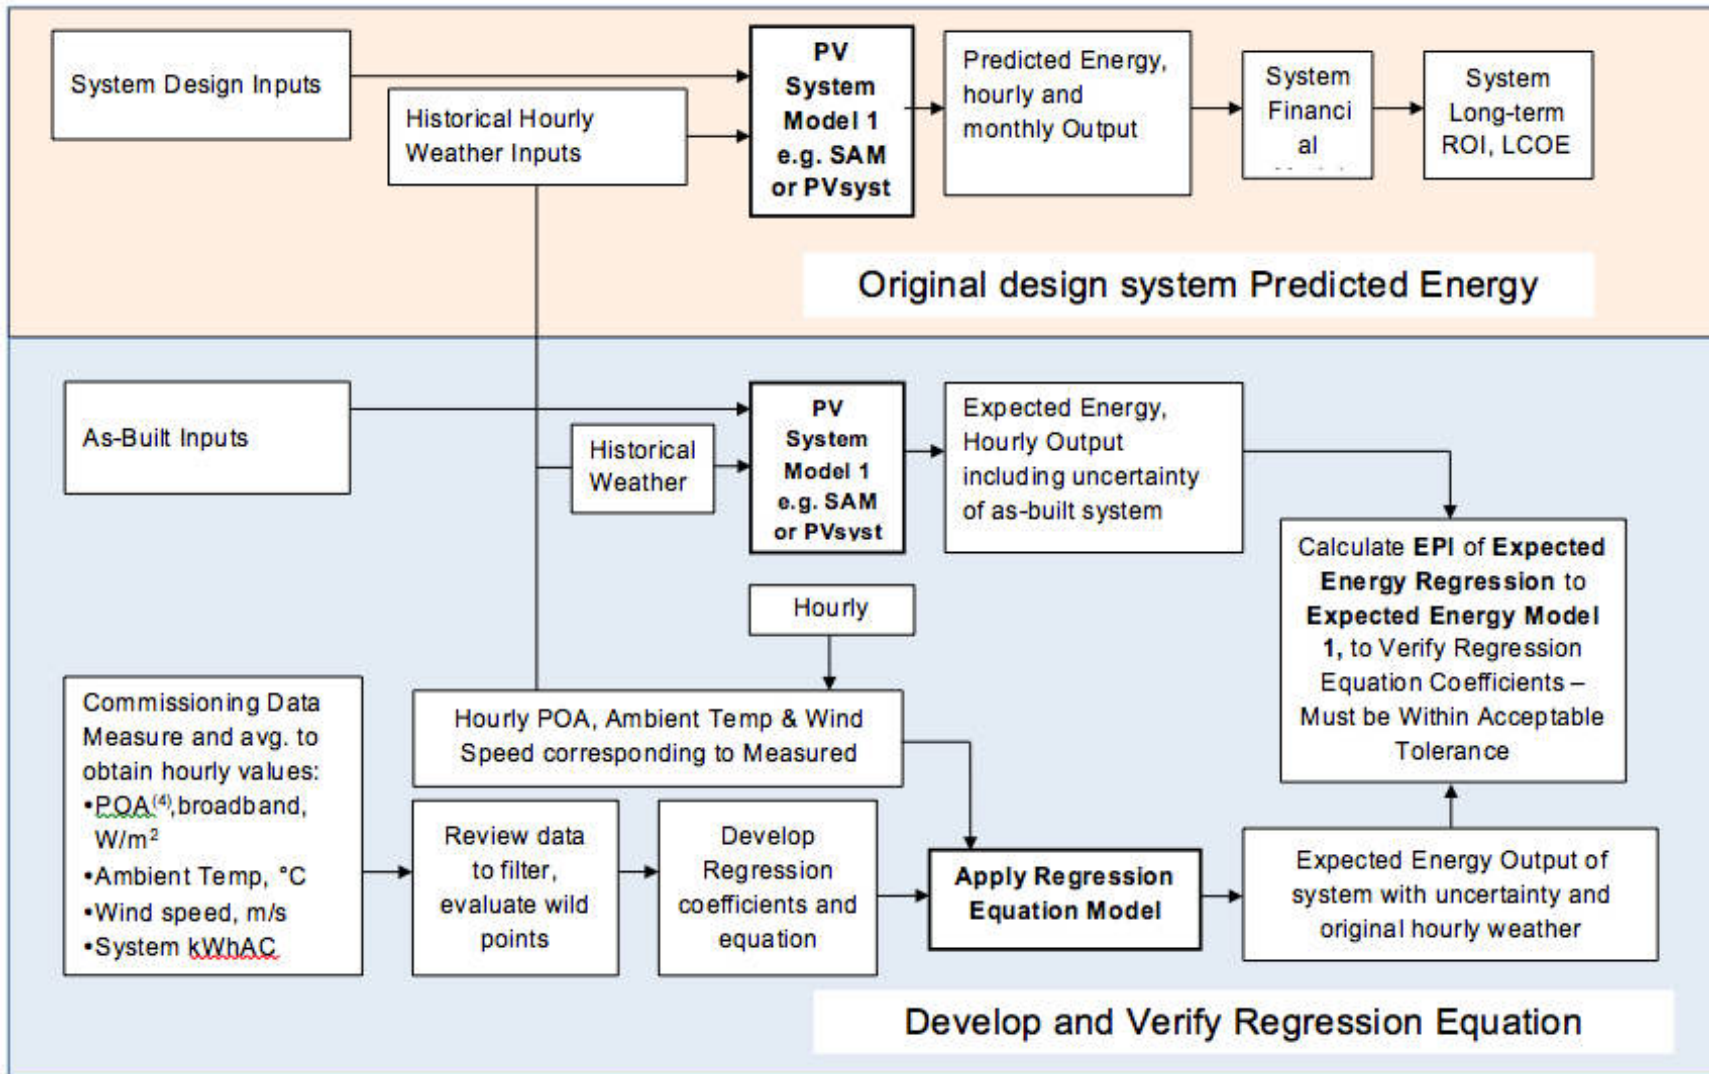 System Design Inputs
Historical Hourly
Weather Inputs
PV
System
Model 1
e.g. SAM
or PVsyst
Predicted Energy,
hourly and
monthly Output
System
Financi
al
System
Long-term
ROI, LCOE
Original design system Predicted Energy
As-Built Inputs
Historical
Weather
PV
System
Model 1
e.g. SAM
or PVsyst
Expected Energy,
Hourly Output
including uncertainty
of as-built system
Calculate EPI of Expected
Energy Regression to
Expected Energy Model
1, to Verify Regression
Equation Coefficients –
Must be Within Acceptable
Tolerance
Hourly
Hourly POA, Ambient Temp & Wind
Speed corresponding to Measured
Commissioning Data
Measure and avg. to
obtain hourly values:
•POA⁽⁴⁾,broadband,
W/m²
•Ambient Temp, °C
•Wind speed, m/s
•System kWhAC
Review data
to filter,
evaluate wild
points
Develop
Regression
coefficients and
equation
Apply Regression
Equation Model
Expected Energy Output of
system with uncertainty and
original hourly weather
Develop and Verify Regression Equation